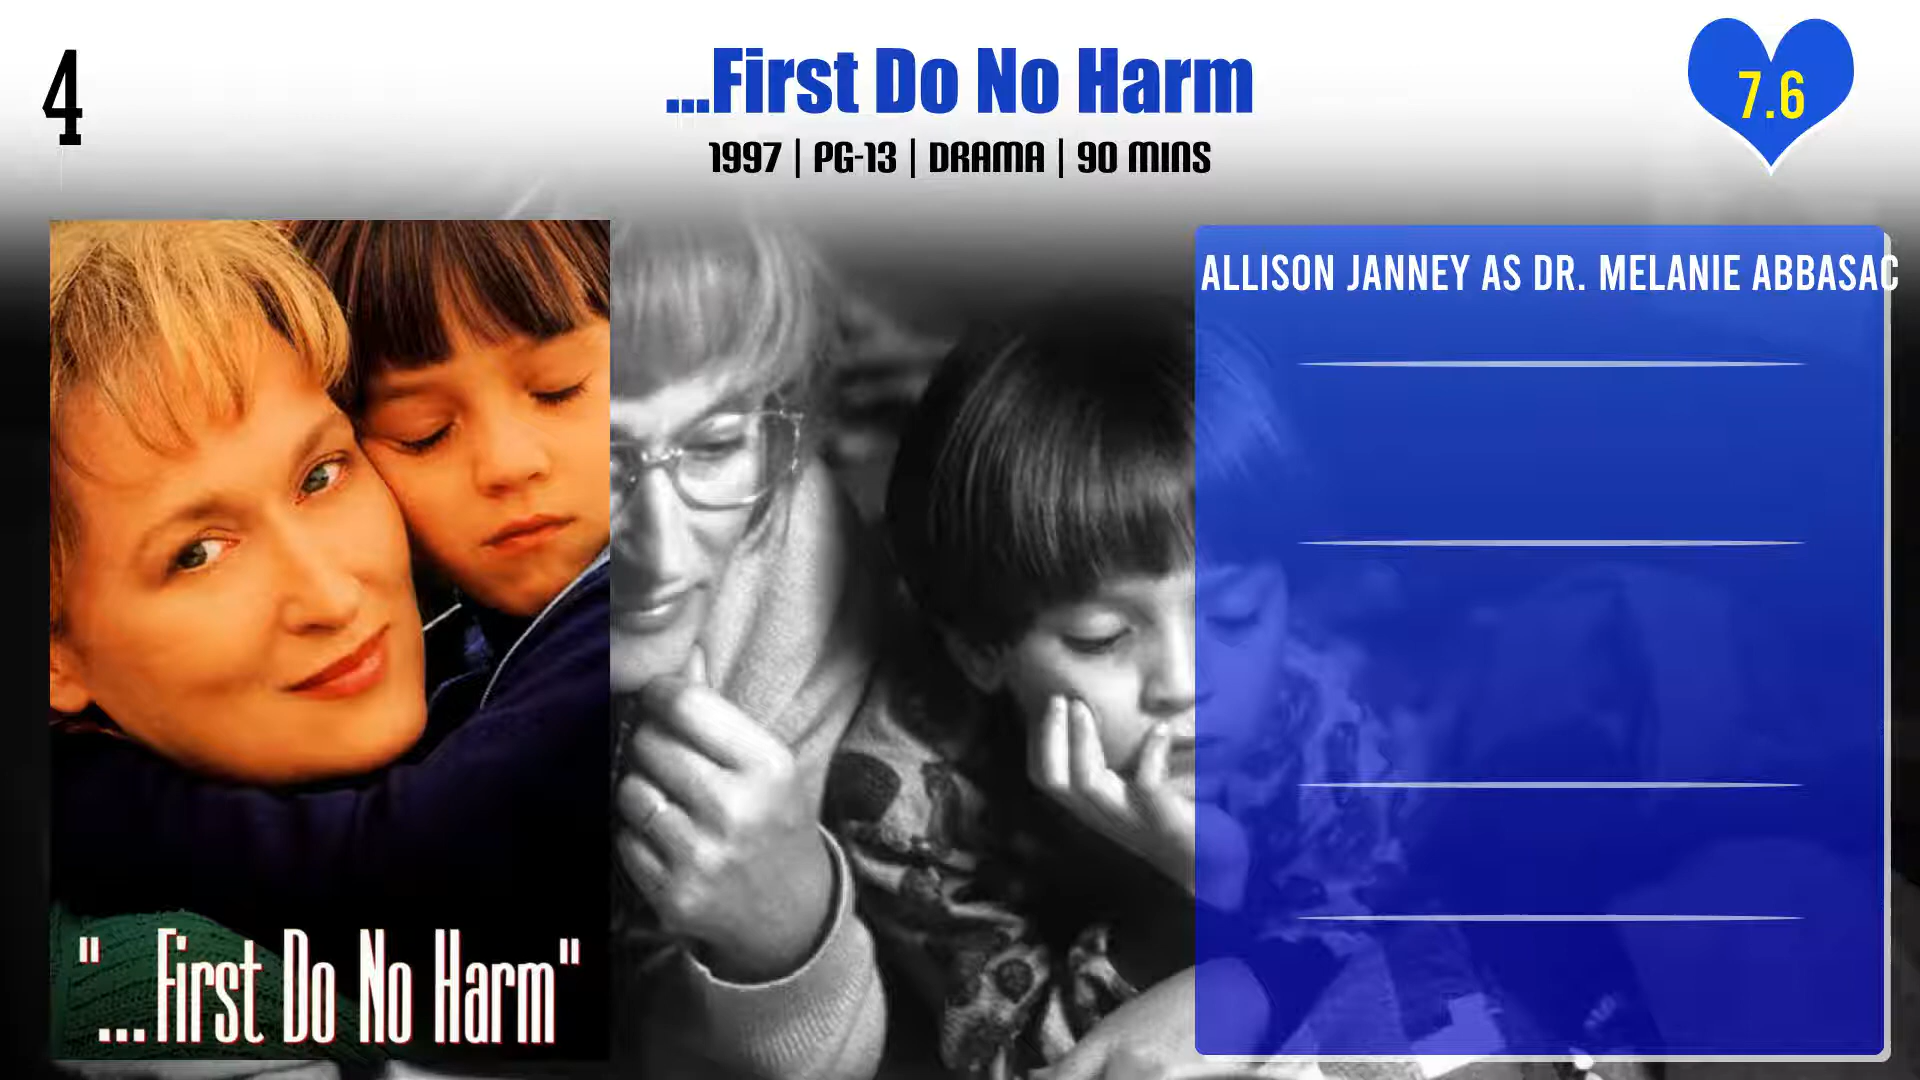 4
...First Do No Harm
7.6
1997 | PG-13 | DRAMA | 90 MINS
ALLISON JANNEY AS DR. MELANIE ABBASAC
"...First Do No Harm"